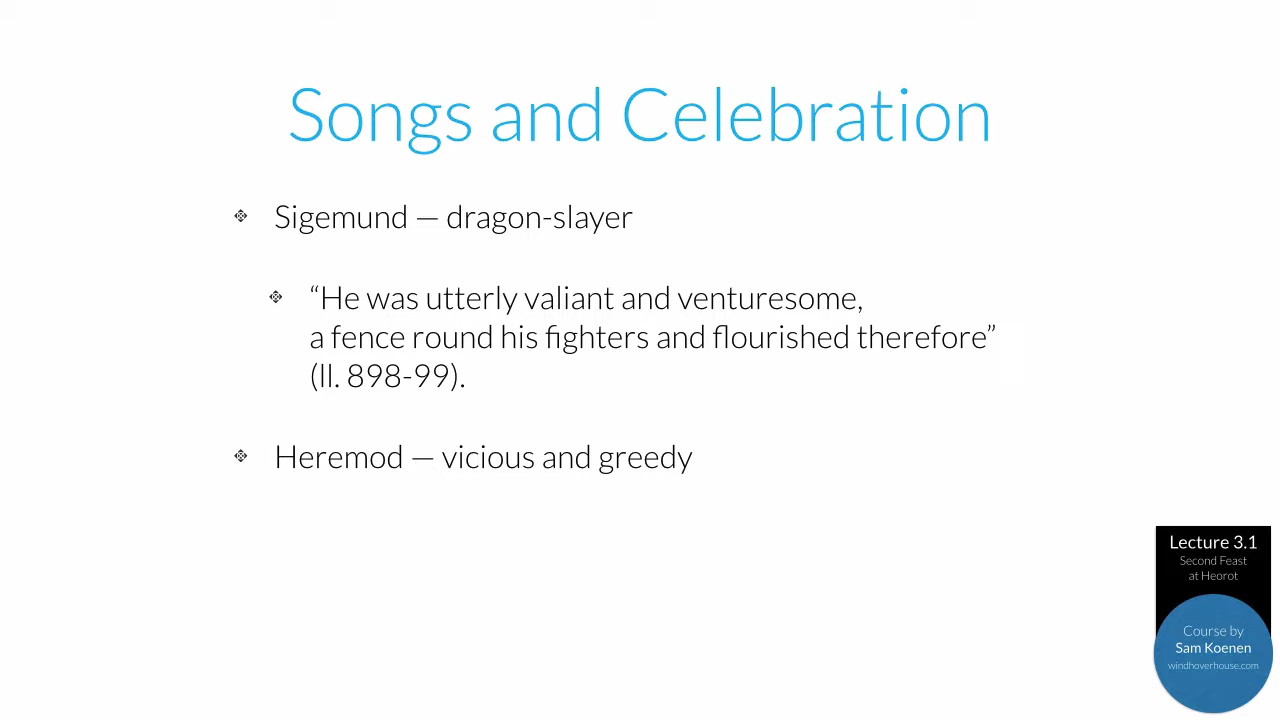 Songs and Celebration
Sigemund — dragon-slayer
“He was utterly valiant and venturesome,
a fence round his fighters and flourished therefore”
(ll. 898-99).
Heremod — vicious and greedy
Lecture 3.1
Second Feast
at Heorot
Course by
Sam Koenen
windhoverhouse.com